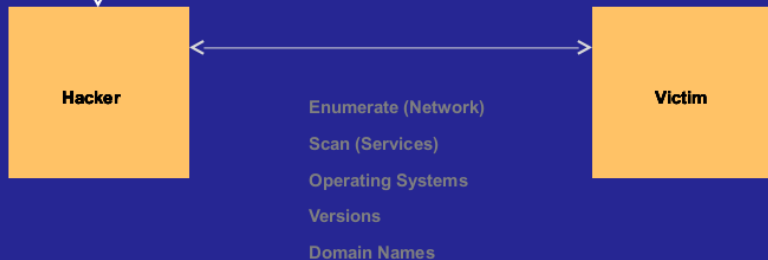 Hacker
Victim
Enumerate (Network)
Scan (Services)
Operating Systems
Versions
Domain Names